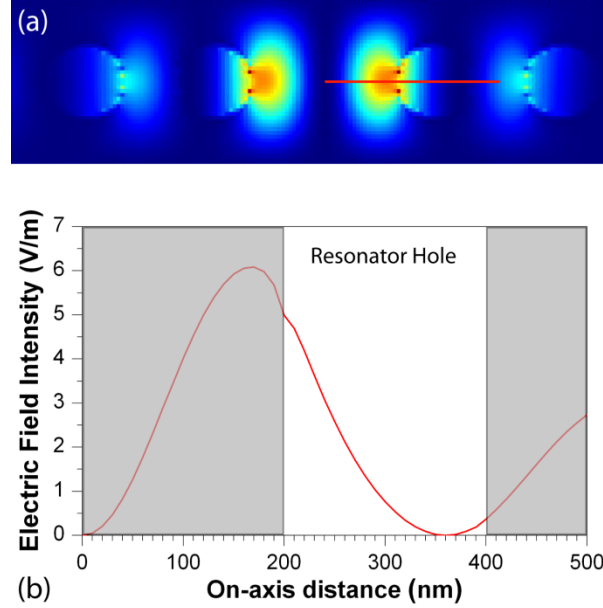 (a)
7
6
5
4
3
2
1
0
Electric Field Intensity (V/m)
Resonator Hole
0 100 200 300 400 500
On-axis distance (nm)
(b)